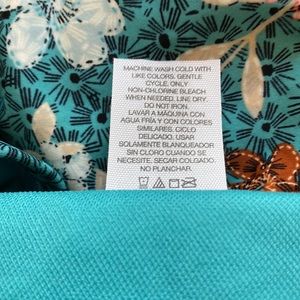 MACHINE WASH COLD WITH
LIKE COLORS. GENTLE
CYCLE. ONLY
NON-CHLORINE BLEACH
WHEN NEEDED. LINE DRY.
DO NOT IRON.
LAVAR A MÁQUINA CON
AGUA FRÍA Y CON COLORES
SIMILARES. CICLO
DELICADO. USAR
SOLAMENTE BLANQUEADOR
SIN CLORO CUANDO SE
NECESITE. SECAR COLGADO.
NO PLANCHAR.